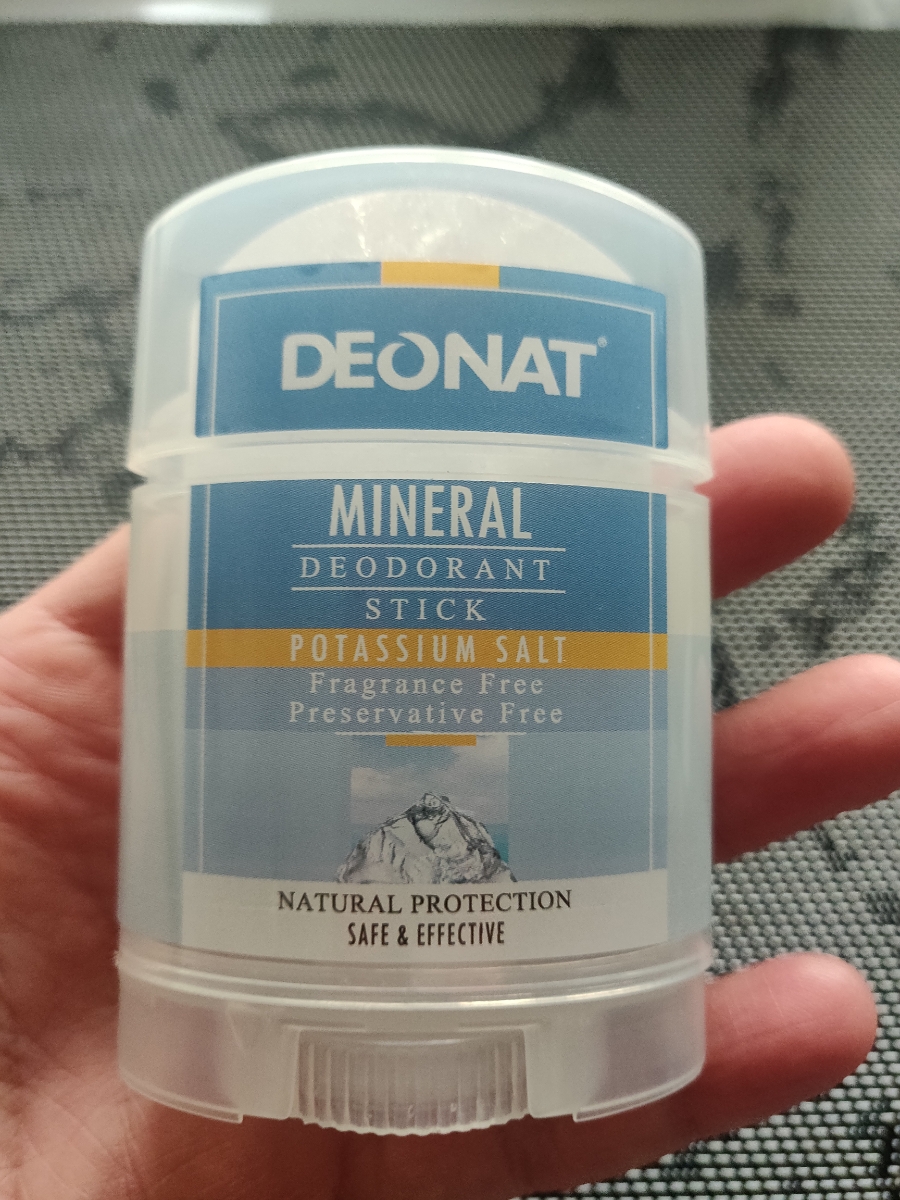 DEONAT®
MINERAL
DEODORANT
STICK
POTASSIUM SALT
Fragrance Free
Preservative Free
NATURAL PROTECTION
SAFE & EFFECTIVE